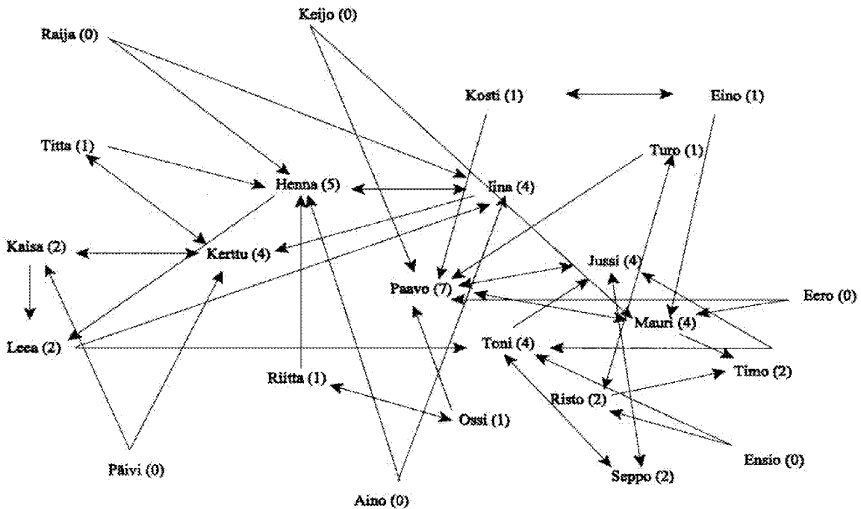 Keijo (0)
Raija (0)
Kosti (1)
Eino (1)
Titta (1)
Turo (1)
Henna (5)
Iina (4)
Kaisa (2)
Kerttu (4)
Jussi (4)
Paavo (7)
Eero (0)
Mauri (4)
Leea (2)
Toni (4)
Riitta (1)
Timo (2)
Risto (2)
Ossi (1)
Päivi (0)
Ensio (0)
Seppo (2)
Aino (0)